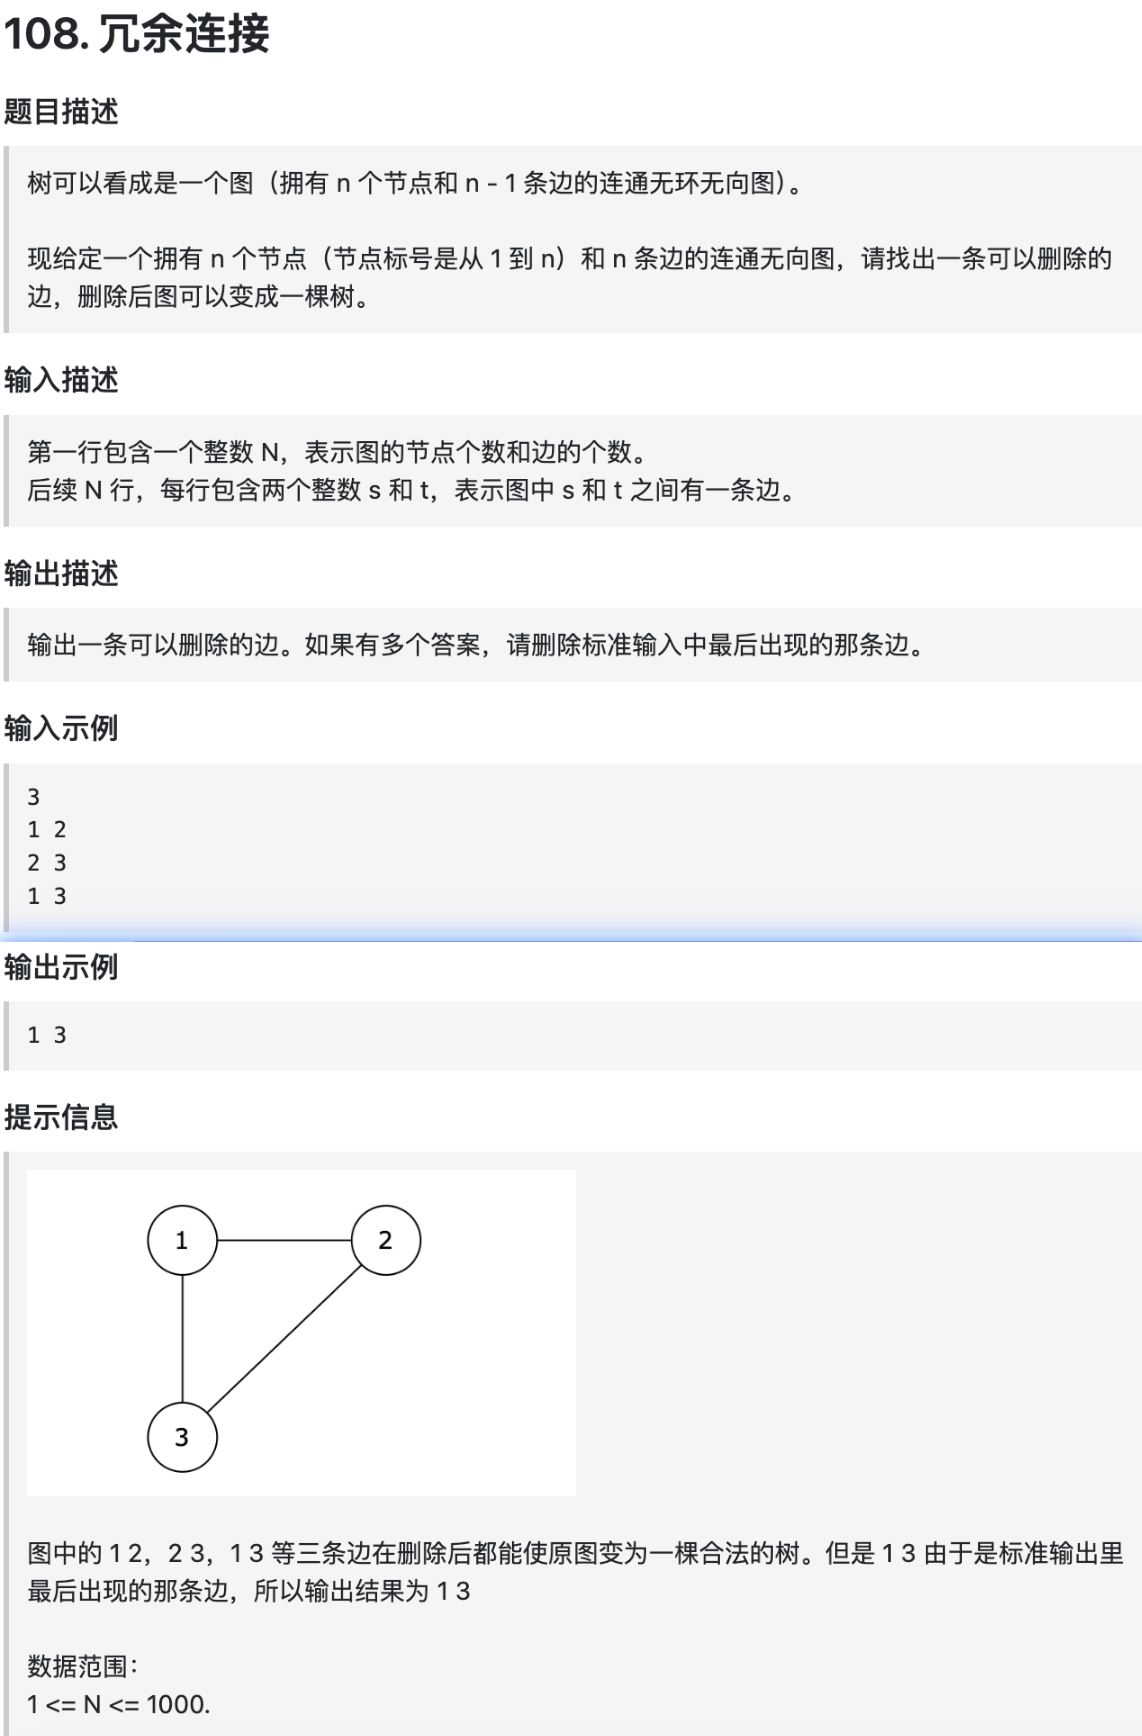 108. 冗余连接
题目描述
树可以看成是一个图（拥有 n 个节点和 n - 1 条边的连通无环无向图）。
现给定一个拥有 n 个节点（节点标号是从 1 到 n）和 n 条边的连通无向图，请找出一条可以删除的
边，删除后图可以变成一棵树。
输入描述
第一行包含一个整数 N，表示图的节点个数和边的个数。
后续 N 行，每行包含两个整数 s 和 t，表示图中 s 和 t 之间有一条边。
输出描述
输出一条可以删除的边。如果有多个答案，请删除标准输入中最后出现的那条边。
输入示例
3
1 2
2 3
1 3
输出示例
1 3
提示信息
1
2
3
图中的 1 2，2 3，1 3 等三条边在删除后都能使原图变为一棵合法的树。但是 1 3 由于是标准输出里
最后出现的那条边，所以输出结果为 1 3
数据范围：
1 <= N <= 1000.